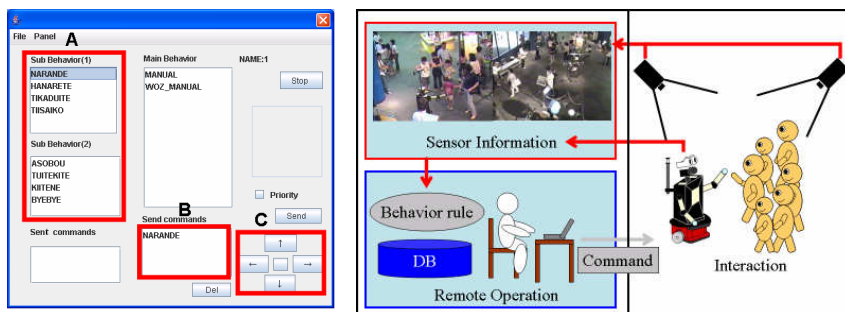 File Panel
A
Sub Behavior(1)
NARANDE
HANARETE
TIKADUITE
TIISAIKO
Sub Behavior(2)
ASOBOU
TUITEKITE
KIITENE
BYEBYE
Sent commands
Main Behavior
MANUAL
WOZ_MANUAL
B
Send commands
NARANDE
Del
NAME:1
Stop
Priority
Send
C
↑
← →
↓
Sensor Information
Behavior rule
DB
Remote Operation
Command
Interaction